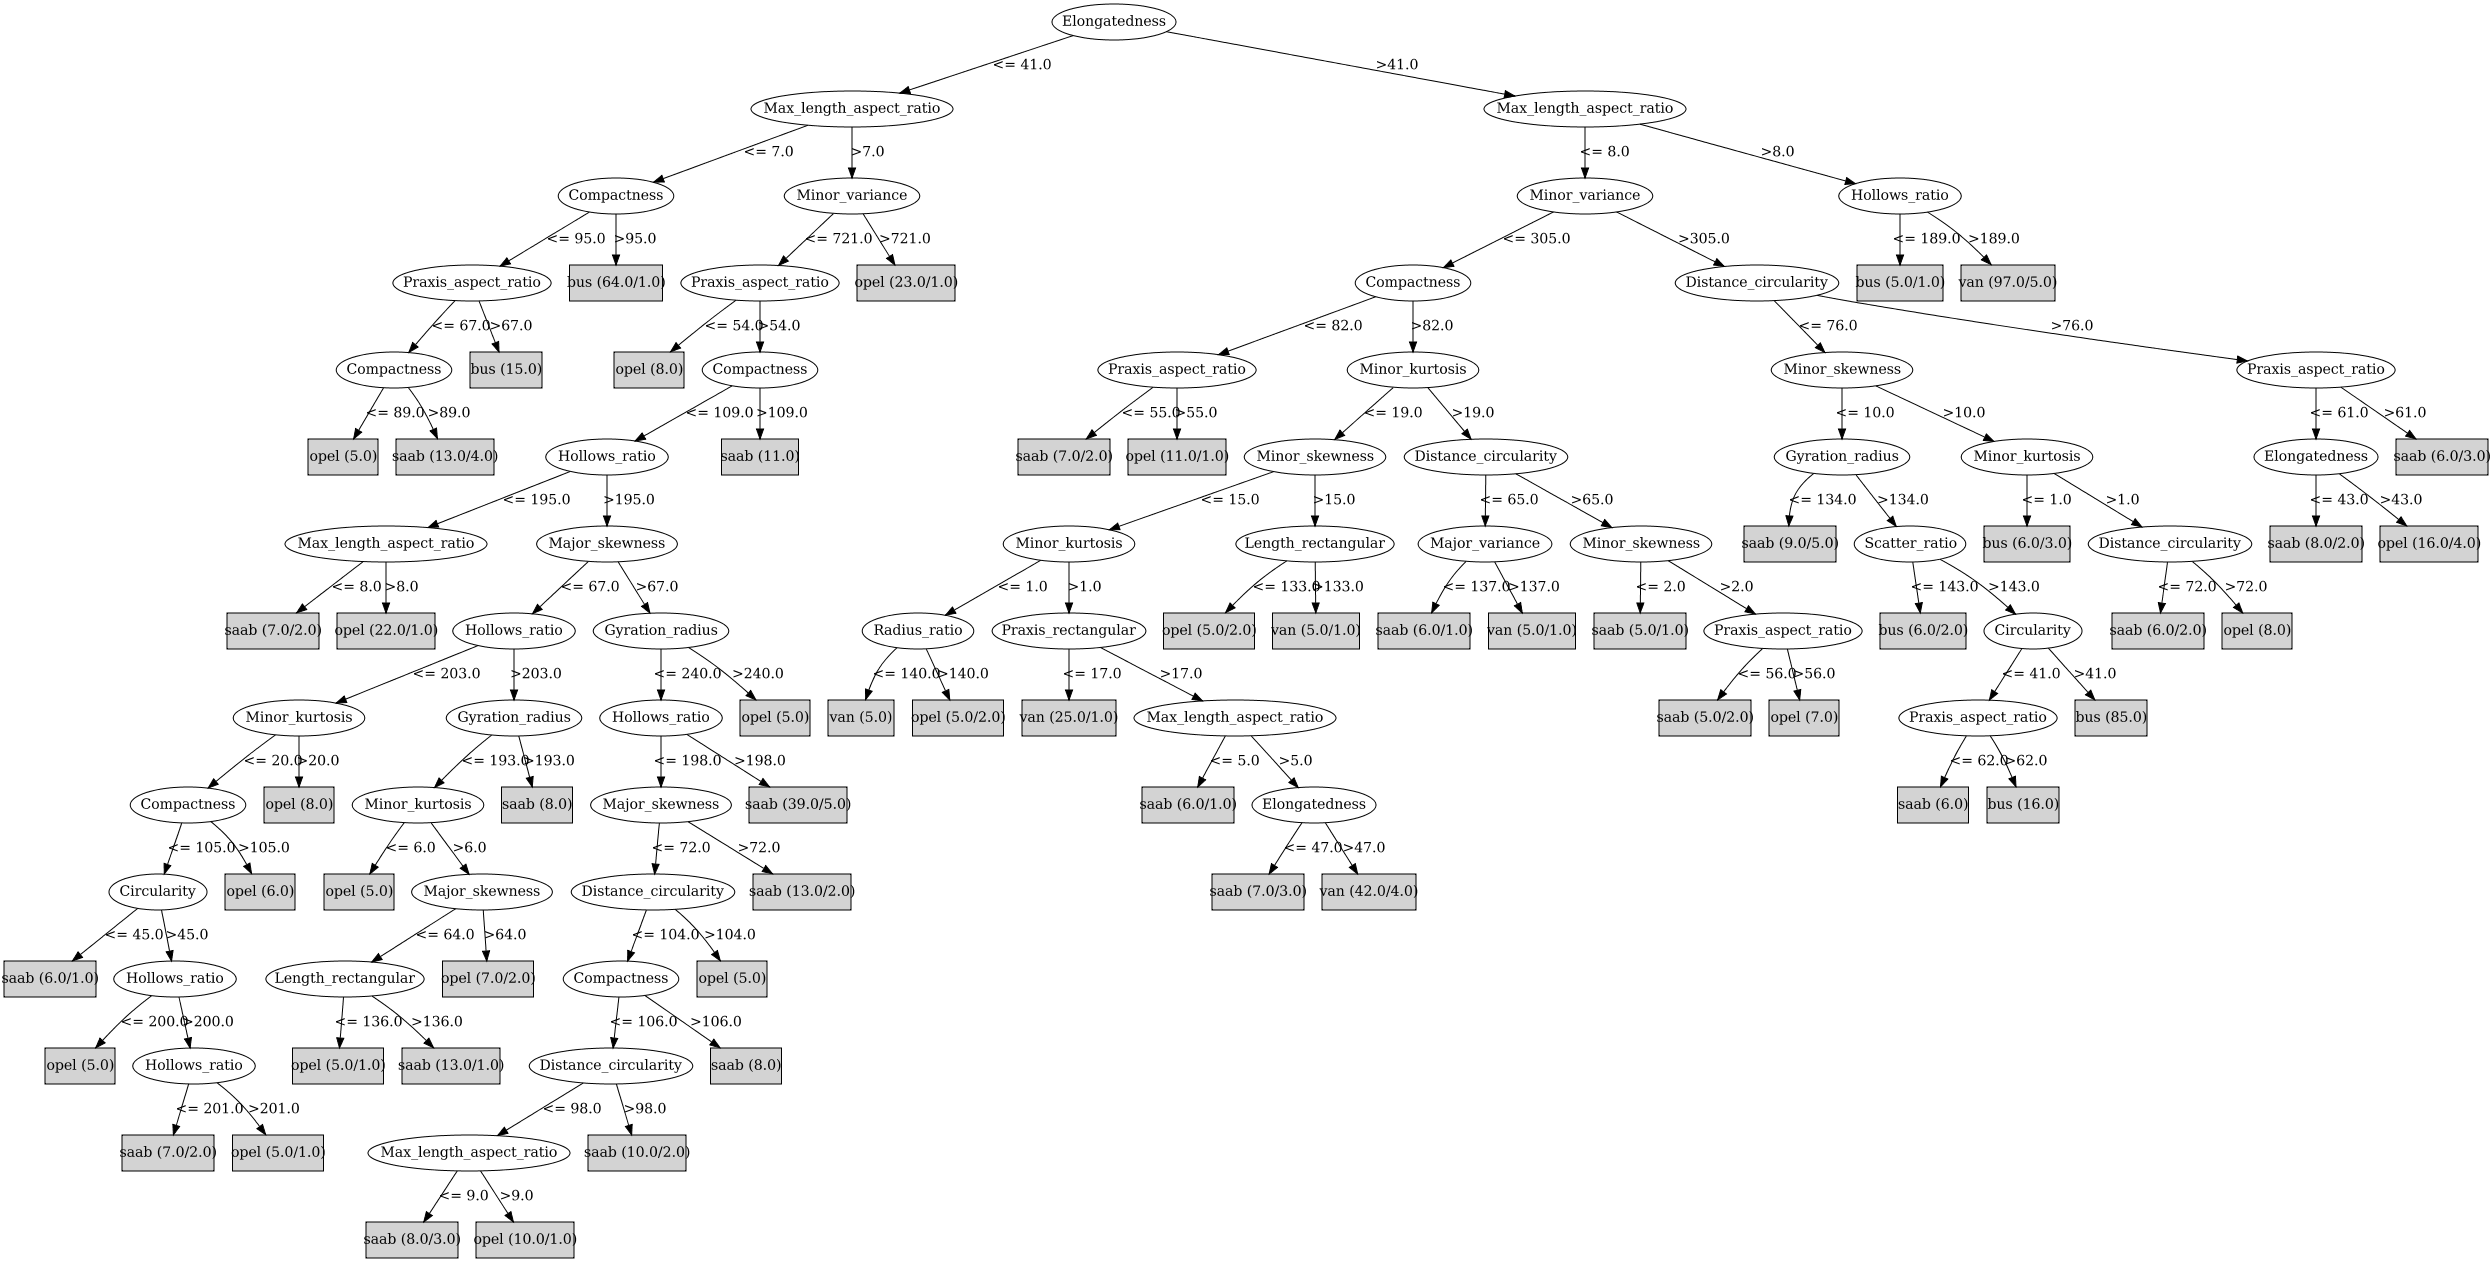 Elongatedness
<= 41.0 >41.0
Max_length_aspect_ratio Max_length_aspect_ratio
<= 7.0 >7.0 <= 8.0 >8.0
Compactness Minor_variance Minor_variance Hollows_ratio
<= 95.0 >95.0 <= 721.0 >721.0 <= 305.0 >305.0 <= 189.0 >189.0
Praxis_aspect_ratio bus (64.0/1.0) Praxis_aspect_ratio opel (23.0/1.0) Compactness Distance_circularity bus (5.0/1.0) van (97.0/5.0)
<= 67.0 >67.0 <= 54.0 >54.0 <= 82.0 >82.0 <= 76.0 >76.0
Compactness bus (15.0) opel (8.0) Compactness Praxis_aspect_ratio Minor_kurtosis Minor_skewness Praxis_aspect_ratio
<= 89.0 >89.0 <= 109.0 >109.0 <= 55.0 >55.0 <= 19.0 >19.0 <= 10.0 >10.0 <= 61.0 >61.0
opel (5.0) saab (13.0/4.0) Hollows_ratio saab (11.0) saab (7.0/2.0) opel (11.0/1.0) Minor_skewness Distance_circularity Gyration_radius Minor_kurtosis Elongatedness saab (6.0/3.0)
<= 195.0 >195.0 <= 15.0 >15.0 <= 65.0 >65.0 <= 134.0 >134.0 <= 1.0 >1.0 <= 43.0 >43.0
Max_length_aspect_ratio Major_skewness Minor_kurtosis Length_rectangular Major_variance Minor_skewness saab (9.0/5.0) Scatter_ratio bus (6.0/3.0) Distance_circularity saab (8.0/2.0) opel (16.0/4.0)
<= 8.0 >8.0 <= 67.0 >67.0 <= 1.0 >1.0 <= 133.0 >133.0 <= 137.0 >137.0 <= 2.0 >2.0 <= 143.0 >143.0 <= 72.0 >72.0
saab (7.0/2.0) opel (22.0/1.0) Hollows_ratio Gyration_radius Radius_ratio Praxis_rectangular opel (5.0/2.0) van (5.0/1.0) saab (6.0/1.0) van (5.0/1.0) saab (5.0/1.0) Praxis_aspect_ratio bus (6.0/2.0) Circularity saab (6.0/2.0) opel (8.0)
<= 203.0 >203.0 <= 240.0 >240.0 <= 140.0 >140.0 <= 17.0 >17.0 <= 56.0 >56.0 <= 41.0 >41.0
Minor_kurtosis Gyration_radius Hollows_ratio opel (5.0) van (5.0) opel (5.0/2.0) van (25.0/1.0) Max_length_aspect_ratio saab (5.0/2.0) opel (7.0) Praxis_aspect_ratio bus (85.0)
<= 20.0 >20.0 <= 193.0 >193.0 <= 198.0 >198.0 <= 5.0 >5.0 <= 62.0 >62.0
Compactness opel (8.0) Minor_kurtosis saab (8.0) Major_skewness saab (39.0/5.0) saab (6.0/1.0) Elongatedness saab (6.0) bus (16.0)
<= 105.0 >105.0 <= 6.0 >6.0 <= 72.0 >72.0 <= 47.0 >47.0
Circularity opel (6.0) opel (5.0) Major_skewness Distance_circularity saab (13.0/2.0) saab (7.0/3.0) van (42.0/4.0)
<= 45.0 >45.0 <= 64.0 >64.0 <= 104.0 >104.0
saab (6.0/1.0) Hollows_ratio Length_rectangular opel (7.0/2.0) Compactness opel (5.0)
<= 200.0 >200.0 <= 136.0 >136.0 <= 106.0 >106.0
opel (5.0) Hollows_ratio opel (5.0/1.0) saab (13.0/1.0) Distance_circularity saab (8.0)
<= 201.0 >201.0 <= 98.0 >98.0
saab (7.0/2.0) opel (5.0/1.0) Max_length_aspect_ratio saab (10.0/2.0)
<= 9.0 >9.0
saab (8.0/3.0) opel (10.0/1.0)